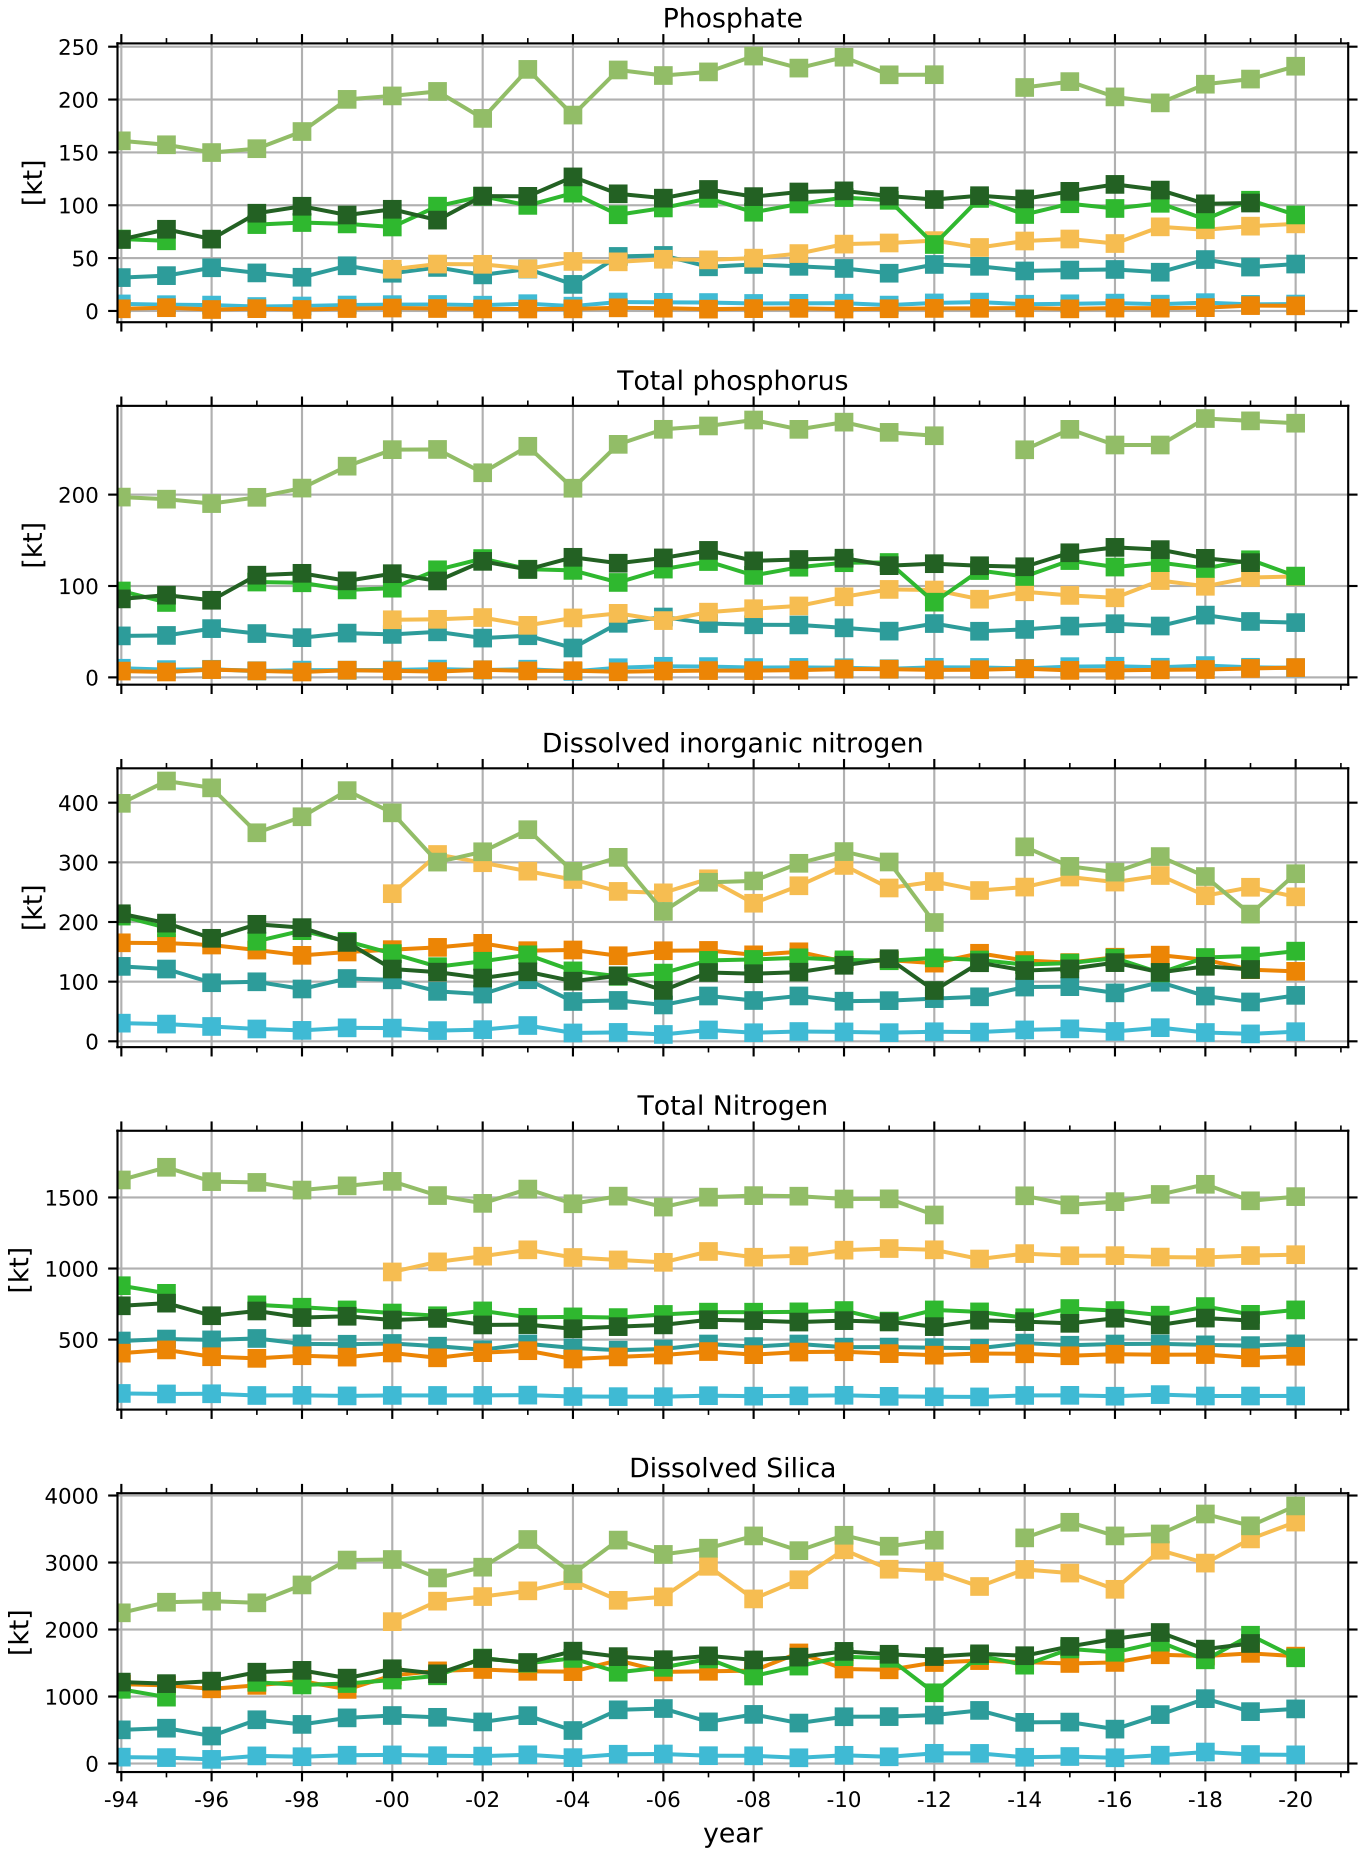 Phosphate
250
200
150
100
50
0
[kt]
Total phosphorus
200
100
0
[kt]
Dissolved inorganic nitrogen
400
300
200
100
0
[kt]
Total Nitrogen
1500
1000
500
[kt]
Dissolved Silica
4000
3000
2000
1000
0
[kt]
-94 -96 -98 -00 -02 -04 -06 -08 -10 -12 -14 -16 -18 -20
year